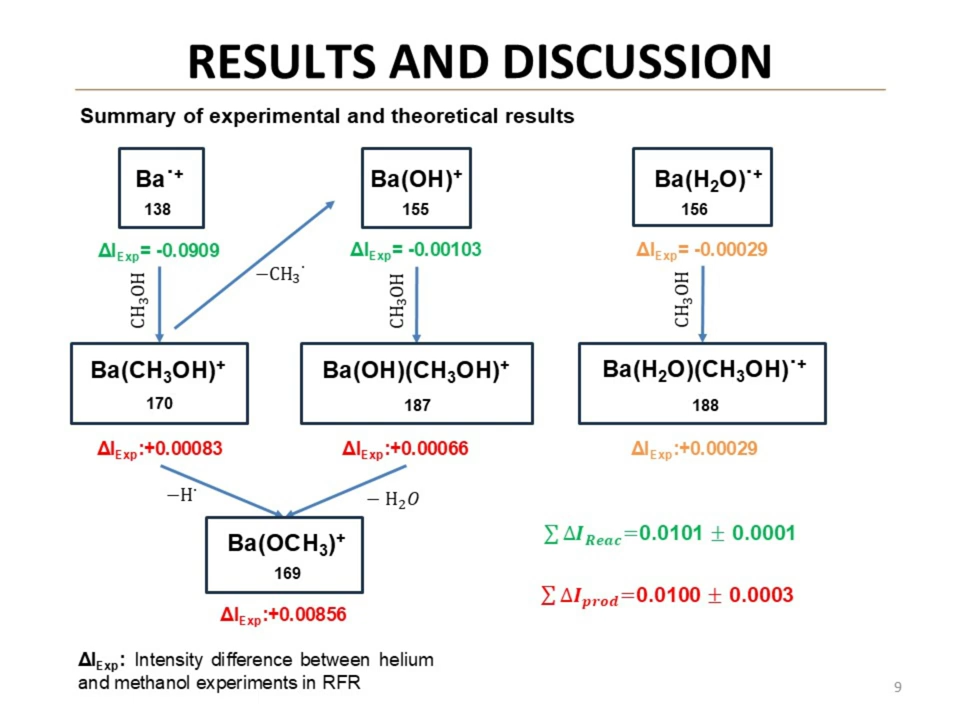 RESULTS AND DISCUSSION
Summary of experimental and theoretical results
Ba˙⁺
138
Ba(OH)⁺
155
Ba(H₂O)˙⁺
156
ΔI_Exp= -0.0909
ΔI_Exp= -0.00103
ΔI_Exp= -0.00029
−CH₃˙
CH₃OH
CH₃OH
CH₃OH
Ba(CH₃OH)⁺
170
Ba(OH)(CH₃OH)⁺
187
Ba(H₂O)(CH₃OH)˙⁺
188
ΔI_Exp:+0.00083
ΔI_Exp:+0.00066
ΔI_Exp:+0.00029
−H˙
− H₂O
Ba(OCH₃)⁺
169
ΔI_Exp:+0.00856
∑ ΔI_Reac=0.0101 ± 0.0001
∑ ΔI_prod=0.0100 ± 0.0003
ΔI_Exp: Intensity difference between helium
and methanol experiments in RFR
9